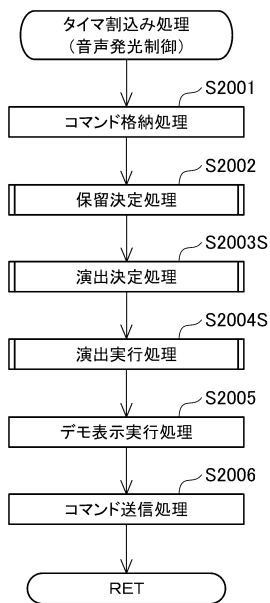 タイマ割込み処理
(音声発光制御)
S2001
コマンド格納処理
S2002
保留決定処理
S2003S
演出決定処理
S2004S
演出実行処理
S2005
デモ表示実行処理
S2006
コマンド送信処理
RET